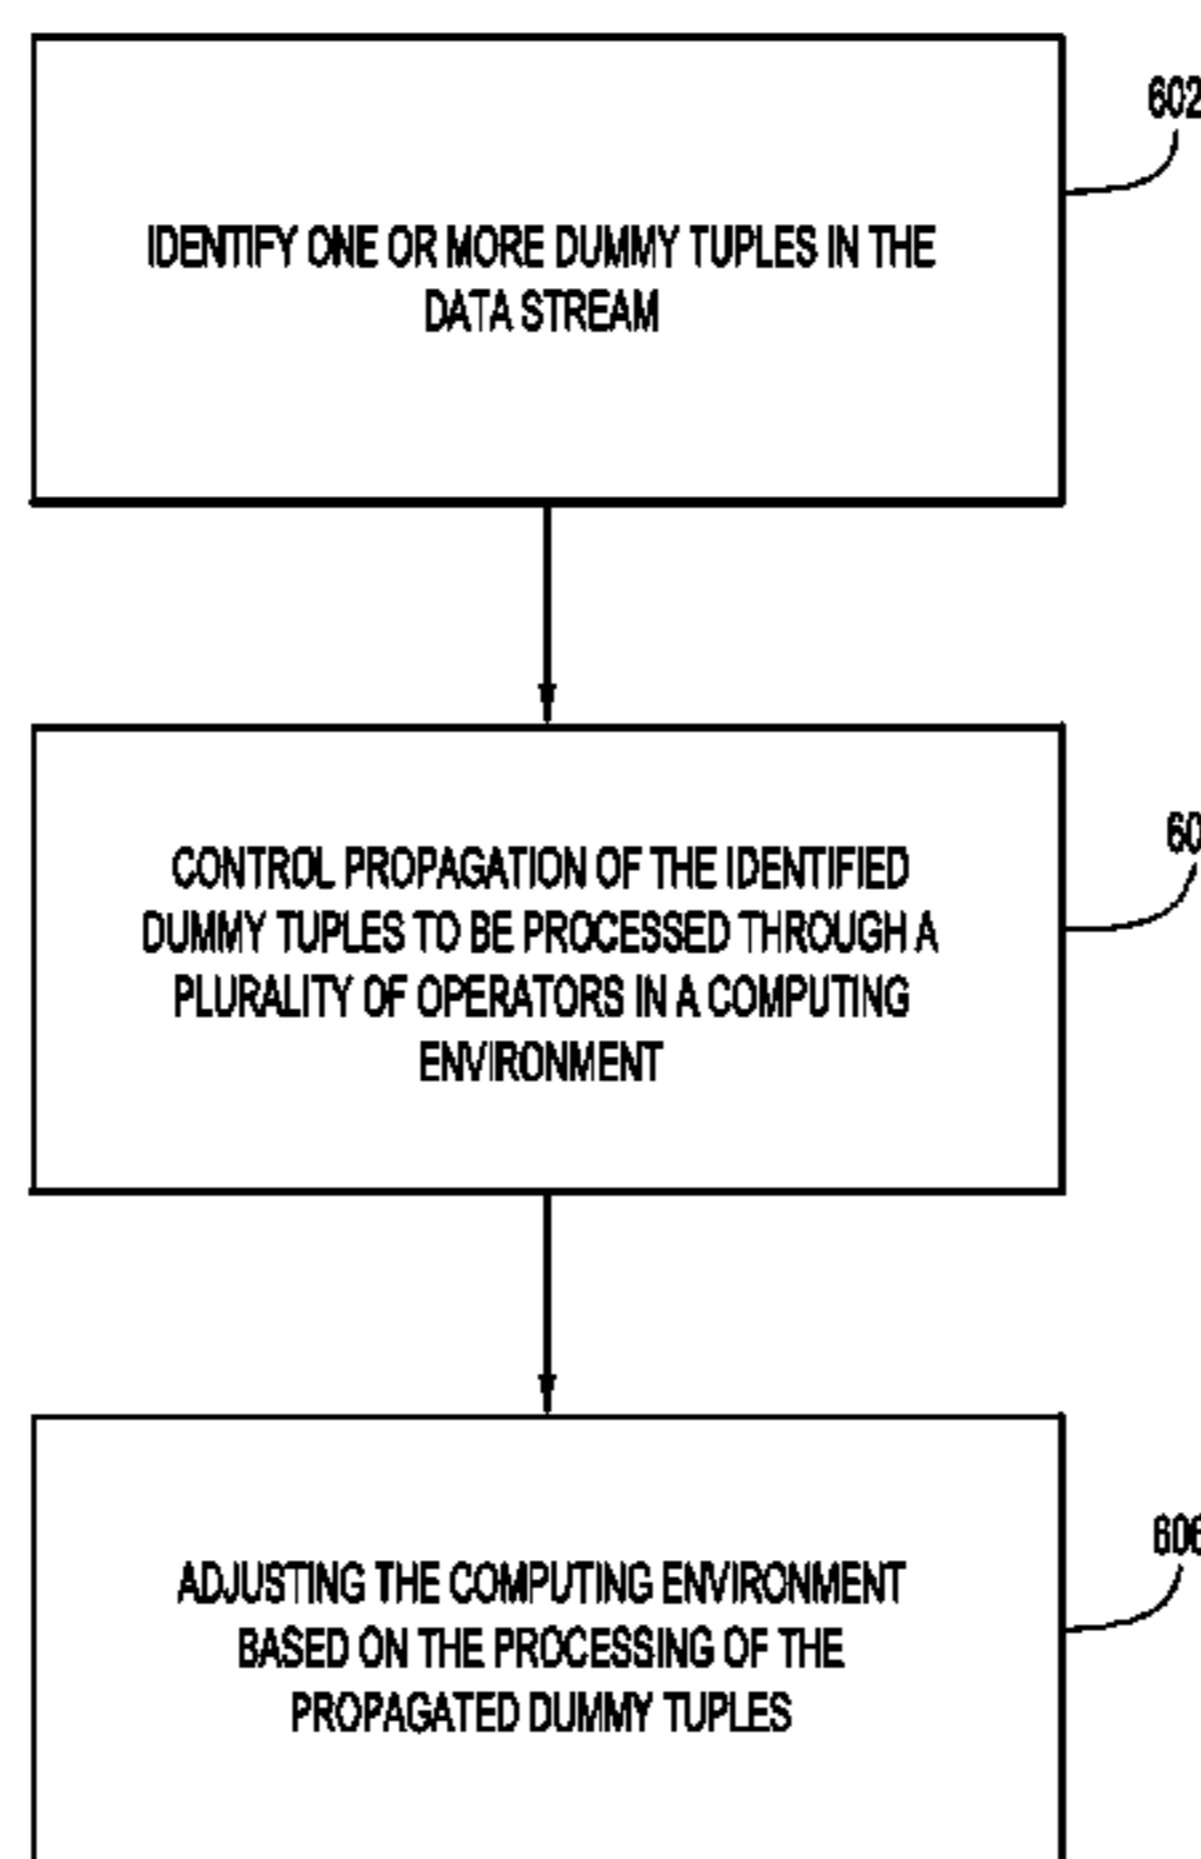 602
IDENTIFY ONE OR MORE DUMMY TUPLES IN THE
DATA STREAM
60
CONTROL PROPAGATION OF THE IDENTIFIED
DUMMY TUPLES TO BE PROCESSED THROUGH A
PLURALITY OF OPERATORS IN A COMPUTING
ENVIRONMENT
606
ADJUSTING THE COMPUTING ENVIRONMENT
BASED ON THE PROCESSING OF THE
PROPAGATED DUMMY TUPLES